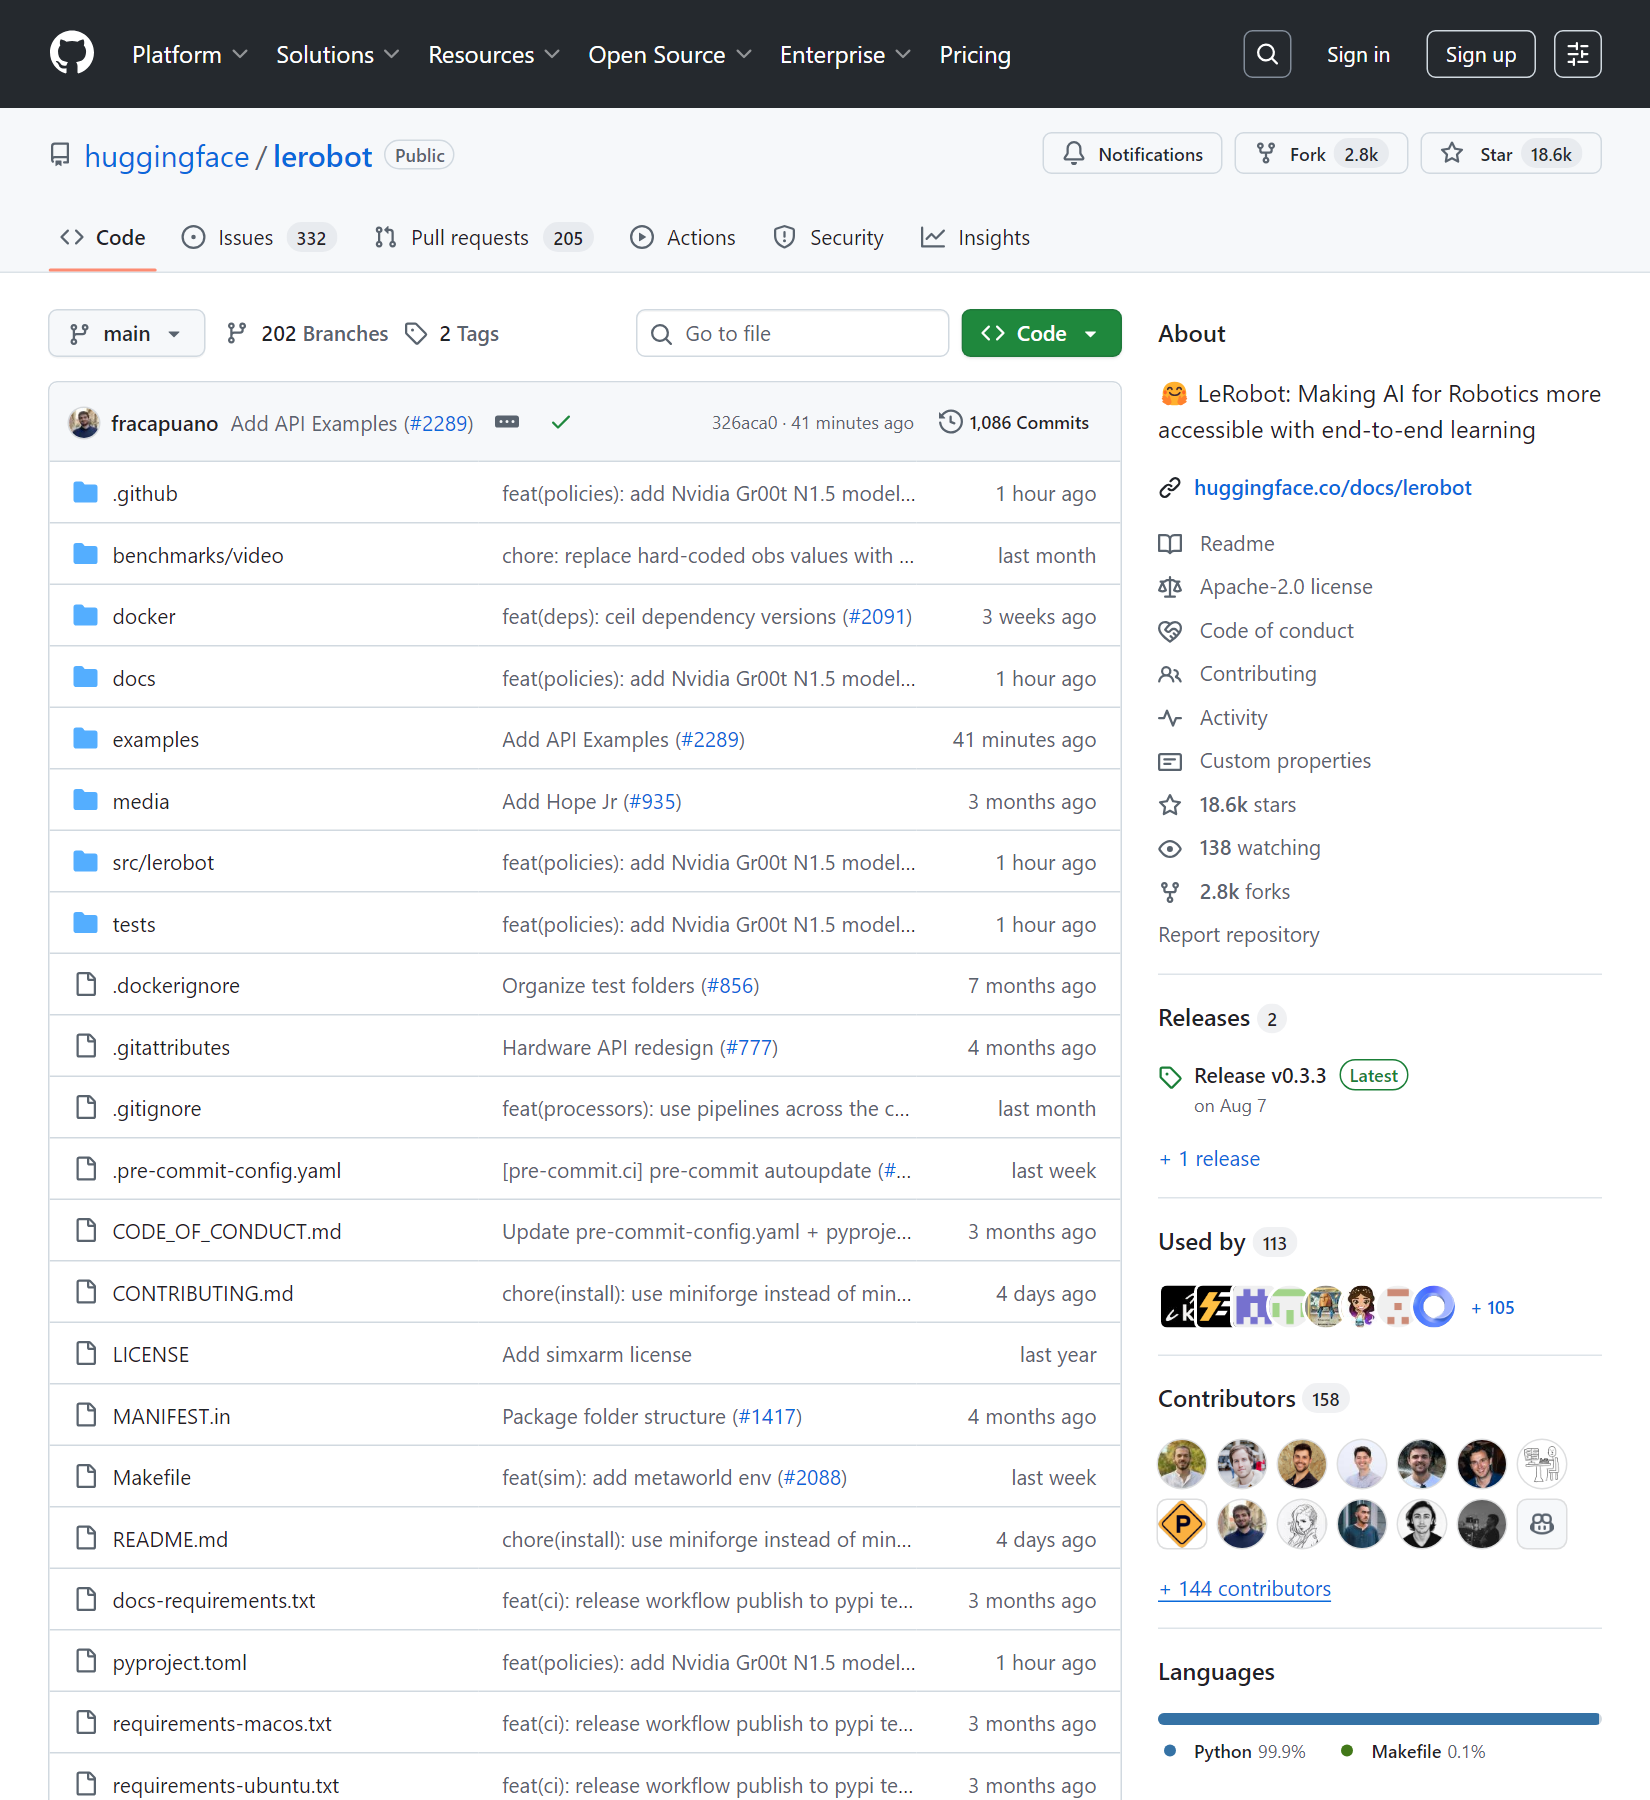 Platform Solutions Resources Open Source Enterprise Pricing Sign in Sign up
huggingface / lerobot Public Notifications Fork 2.8k Star 18.6k
Code Issues 332 Pull requests 205 Actions Security Insights
main 202 Branches 2 Tags Go to file Code
fracapuano Add API Examples (#2289) 326aca0 · 41 minutes ago 1,086 Commits
.github feat(policies): add Nvidia Gr00t N1.5 model... 1 hour ago
benchmarks/video chore: replace hard-coded obs values with ... last month
docker feat(deps): ceil dependency versions (#2091) 3 weeks ago
docs feat(policies): add Nvidia Gr00t N1.5 model... 1 hour ago
examples Add API Examples (#2289) 41 minutes ago
media Add Hope Jr (#935) 3 months ago
src/lerobot feat(policies): add Nvidia Gr00t N1.5 model... 1 hour ago
tests feat(policies): add Nvidia Gr00t N1.5 model... 1 hour ago
.dockerignore Organize test folders (#856) 7 months ago
.gitattributes Hardware API redesign (#777) 4 months ago
.gitignore feat(processors): use pipelines across the c... last month
.pre-commit-config.yaml [pre-commit.ci] pre-commit autoupdate (#... last week
CODE_OF_CONDUCT.md Update pre-commit-config.yaml + pyproje... 3 months ago
CONTRIBUTING.md chore(install): use miniforge instead of min... 4 days ago
LICENSE Add simxarm license last year
MANIFEST.in Package folder structure (#1417) 4 months ago
Makefile feat(sim): add metaworld env (#2088) last week
README.md chore(install): use miniforge instead of min... 4 days ago
docs-requirements.txt feat(ci): release workflow publish to pypi te... 3 months ago
pyproject.toml feat(policies): add Nvidia Gr00t N1.5 model... 1 hour ago
requirements-macos.txt feat(ci): release workflow publish to pypi te... 3 months ago
requirements-ubuntu.txt feat(ci): release workflow publish to pypi te... 3 months ago
About
🤗 LeRobot: Making AI for Robotics more
accessible with end-to-end learning
huggingface.co/docs/lerobot
Readme
Apache-2.0 license
Code of conduct
Contributing
Activity
Custom properties
18.6k stars
138 watching
2.8k forks
Report repository
Releases 2
Release v0.3.3 Latest
on Aug 7
+ 1 release
Used by 113
+ 105
Contributors 158
P
+ 144 contributors
Languages
Python 99.9% Makefile 0.1%